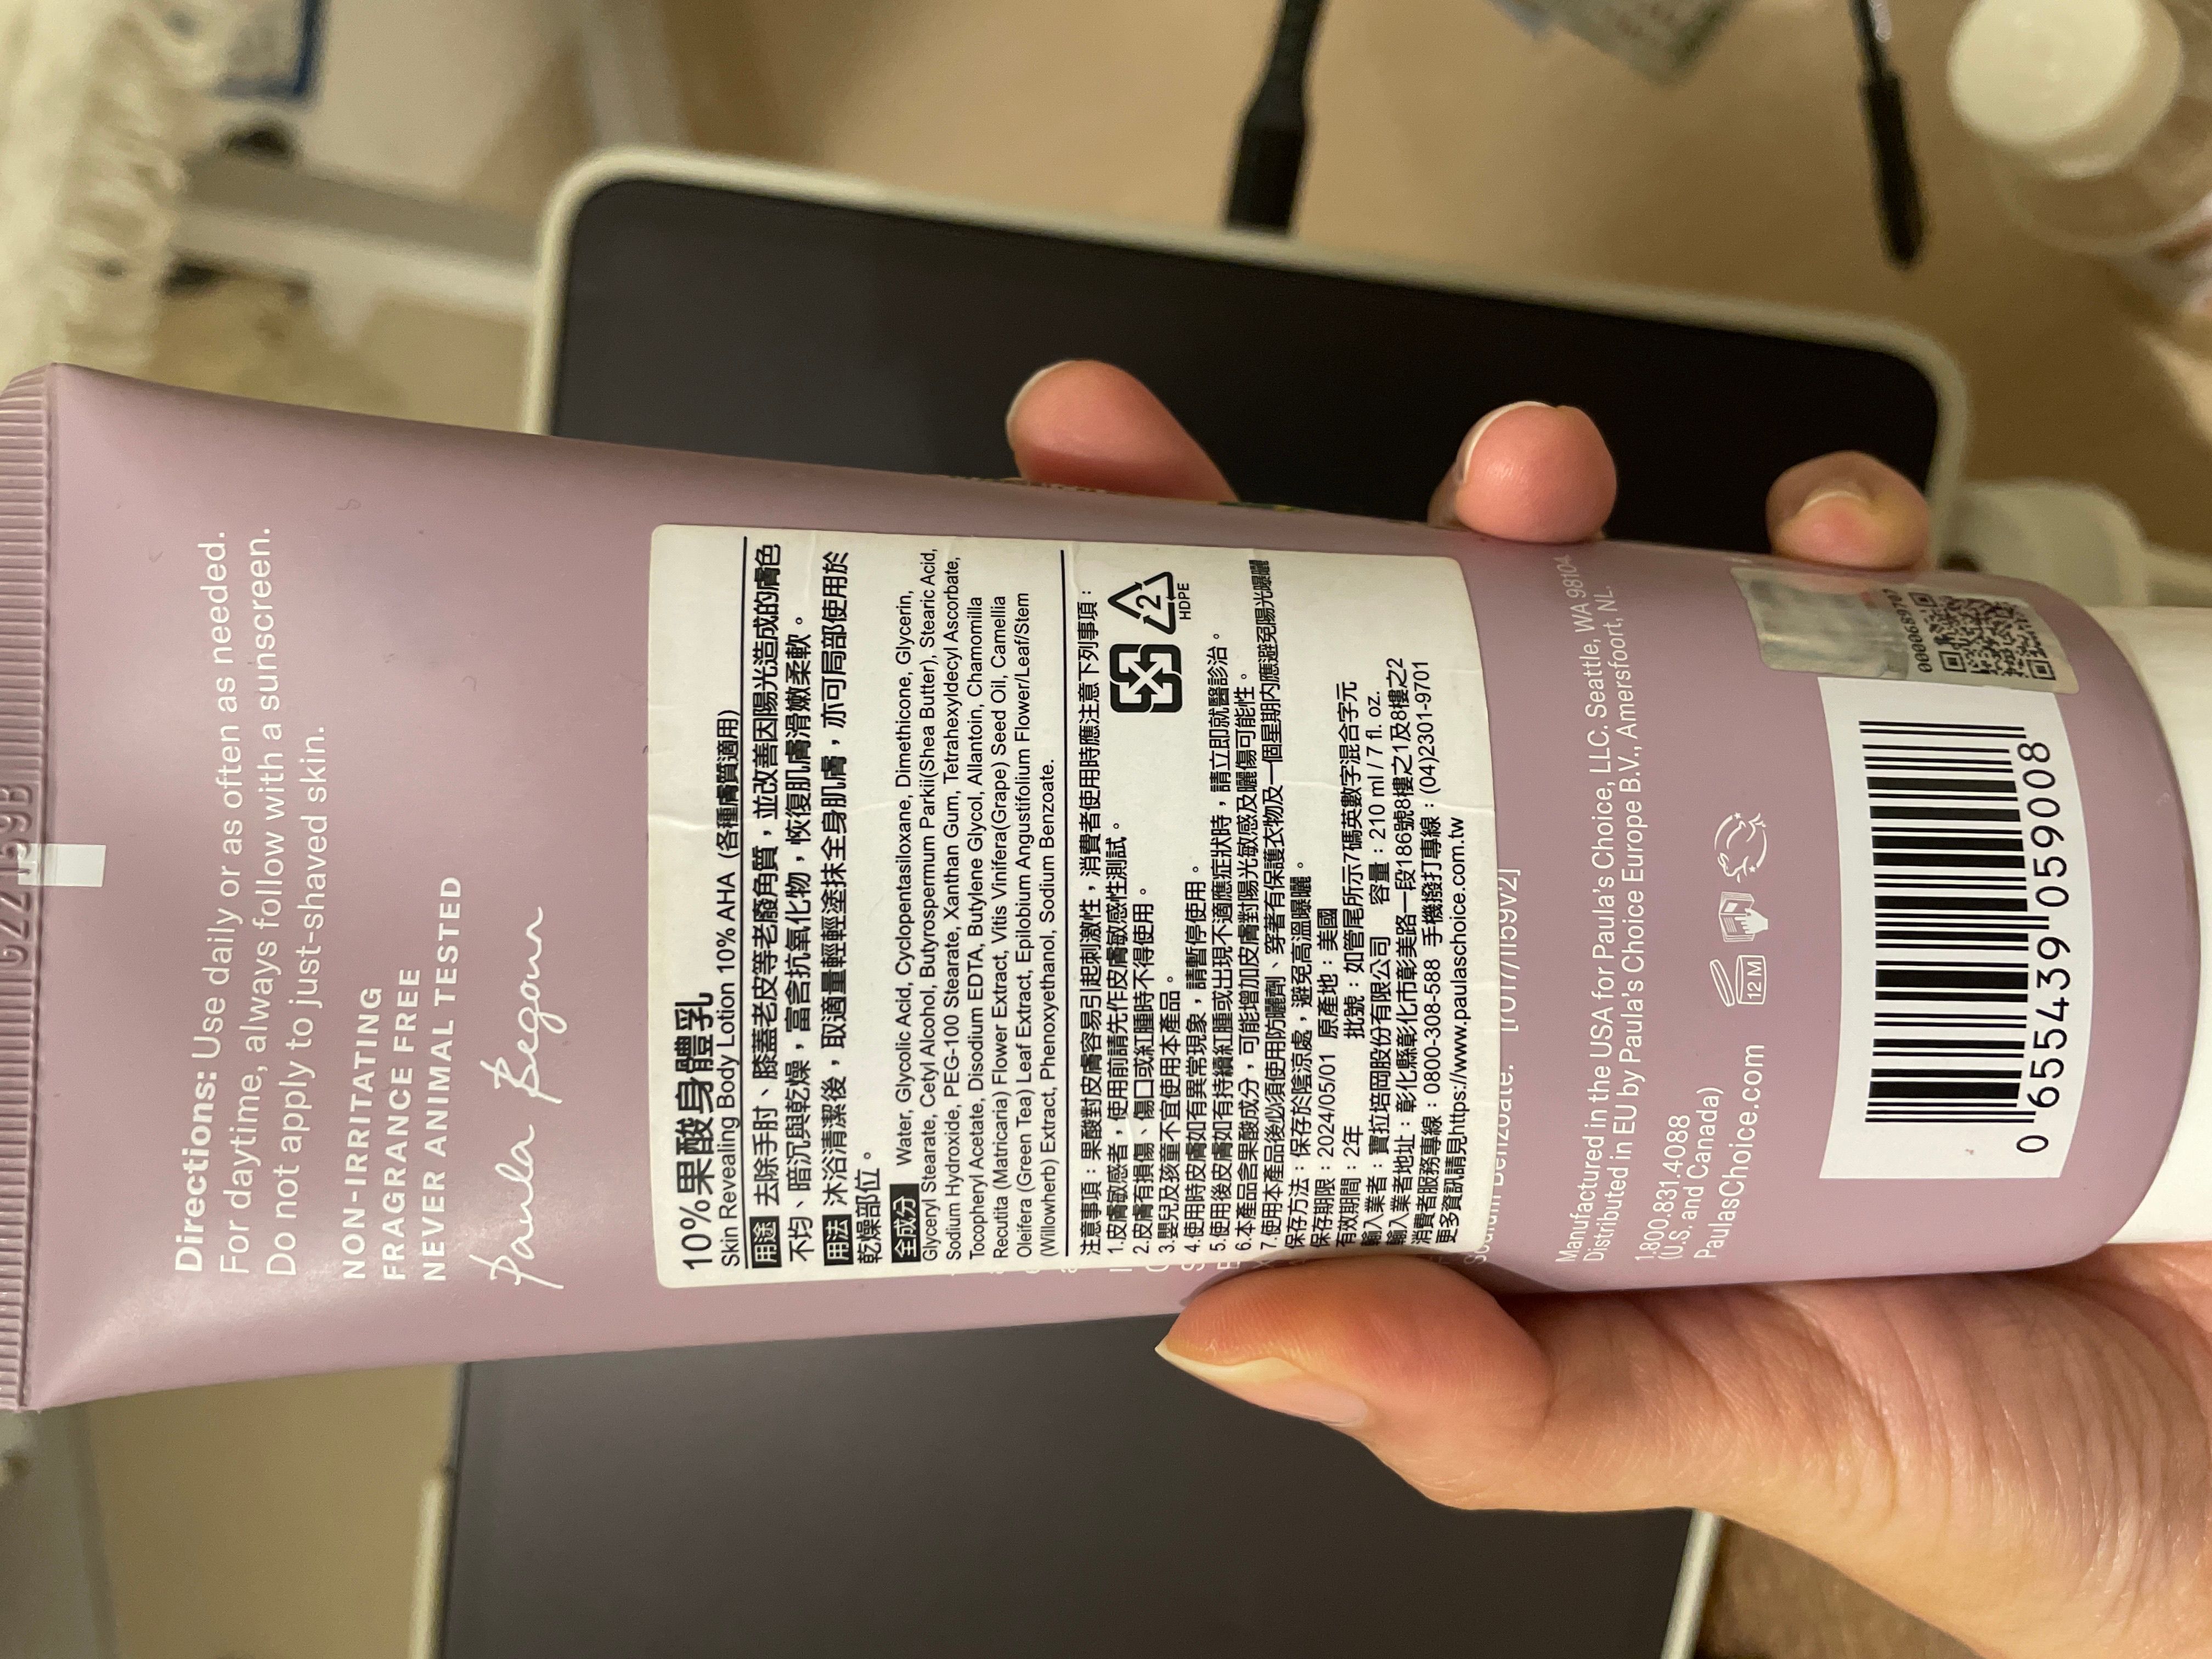 Directions: Use daily or as often as needed.
For daytime, always follow with a sunscreen.
Do not apply to just-shaved skin.
NON-IRRITATING
FRAGRANCE FREE
NEVER ANIMAL TESTED
Paula Begoun
10%果酸身體乳
Skin Revealing Body Lotion 10% AHA (各種膚質適用)
用途 去除手肘、膝蓋老皮等老廢角質，並改善因陽光造成的膚色
不均、暗沉與乾燥，富含抗氧化物，恢復肌膚滑嫩柔軟。
用法 沐浴清潔後，取適量輕輕塗抹全身肌膚，亦可局部使用於
乾燥部位。
全成分 Water, Glycolic Acid, Cyclopentasiloxane, Dimethicone, Glycerin,
Glyceryl Stearate, Cetyl Alcohol, Butyrospermum Parkii(Shea Butter), Stearic Acid,
Sodium Hydroxide, PEG-100 Stearate, Xanthan Gum, Tetrahexyldecyl Ascorbate,
Tocopheryl Acetate, Disodium EDTA, Butylene Glycol, Allantoin, Chamomilla
Recutita (Matricaria) Flower Extract, Vitis Vinifera(Grape) Seed Oil, Camellia
Oleifera (Green Tea) Leaf Extract, Epilobium Angustifolium Flower/Leaf/Stem
(Willowherb) Extract, Phenoxyethanol, Sodium Benzoate.
注意事項：果酸對皮膚容易引起刺激性，消費者使用時應注意下列事項：
1.皮膚敏感者，使用前請先作皮膚敏感性測試。
2.皮膚有損傷、傷口或紅腫時不得使用。
3.嬰兒及孩童不宜使用本產品。
4.使用時皮膚如有異常現象，請暫停使用。
5.使用後皮膚如有持續紅腫或出現不適應症狀時，請立即就醫診治。
6.本產品含果酸成分，可能增加皮膚對陽光敏感及曬傷可能性。
7.使用本產品後必須使用防曬劑、穿著有保護衣物及一個星期內應避免陽光曝曬
保存方法：保存於陰涼處，避免高溫曝曬。
保存期限：2024/05/01 原產地：美國
有效期間：2年 批號：如管尾所示7碼英數字混合字元
輸入業者：寶拉培岡股份有限公司 容量：210 ml / 7 fl. oz.
輸入業者地址：彰化縣彰化市彰美路一段186號8樓之1及8樓之2
消費者服務專線：0800-308-588 手機撥打專線：(04)2301-9701
更多資訊請見https://www.paulaschoice.com.tw
2
HDPE
Manufactured in the USA for Paula's Choice, LLC. Seattle, WA 98104
Distributed in EU by Paula's Choice Europe B.V., Amersfoort, NL.
1.800.831.4088
(U.S. and Canada)
PaulasChoice.com
12 M
0 655439 059008